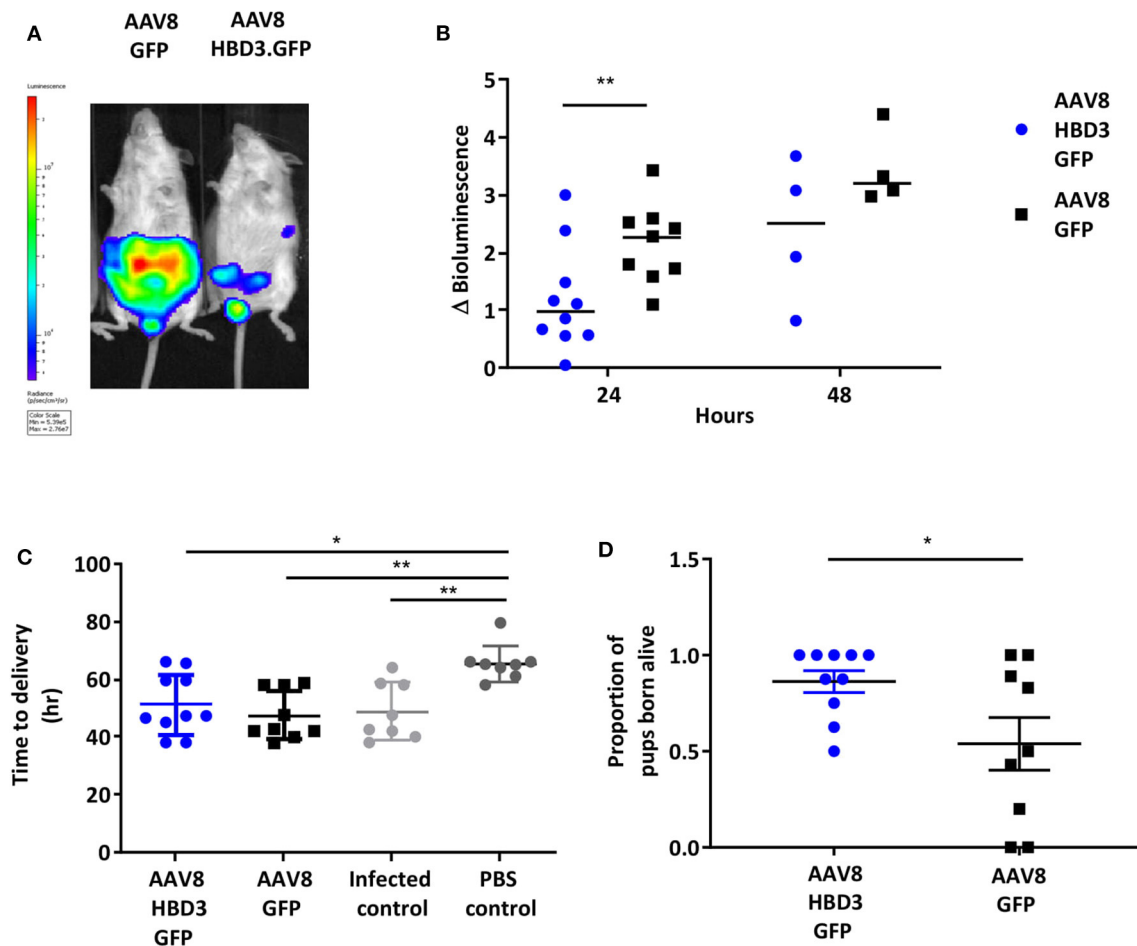 A
AAV8
GFP
AAV8
HBD3.GFP
Luminescence
Radiance
(p/sec/cm²/sr)
Color Scale
Min = 5.39e5
Max = 2.76e7
B
Δ Bioluminescence
5
4
3
2
1
0
**
24
48
Hours
AAV8
HBD3
GFP
AAV8
GFP
C
Time to delivery
(hr)
100
80
60
40
20
0
*
**
**
AAV8
HBD3
GFP
AAV8
GFP
Infected
control
PBS
control
D
Proportion of
pups born alive
1.5
1.0
0.5
0.0
*
AAV8
HBD3
GFP
AAV8
GFP